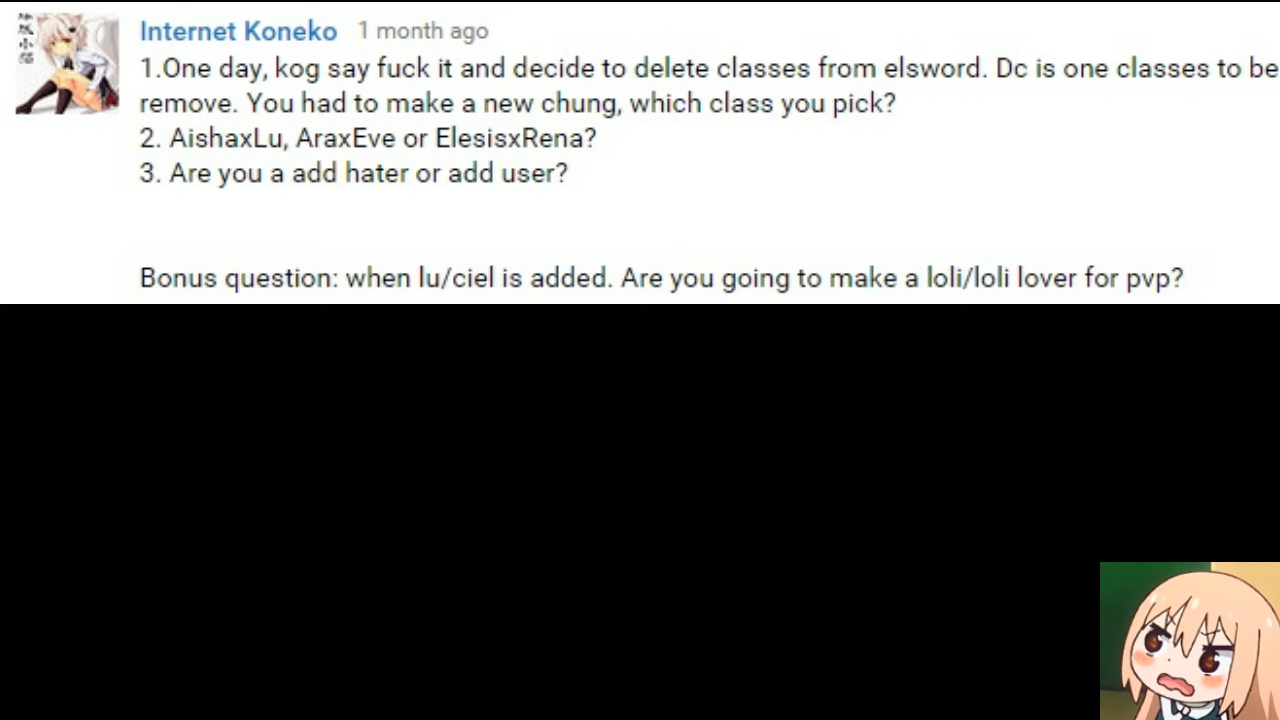 Internet Koneko 1 month ago
1.One day, kog say fuck it and decide to delete classes from elsword. Dc is one classes to be
remove. You had to make a new chung, which class you pick?
2. AishaxLu, AraxEve or ElesisxRena?
3. Are you a add hater or add user?
Bonus question: when lu/ciel is added. Are you going to make a loli/loli lover for pvp?